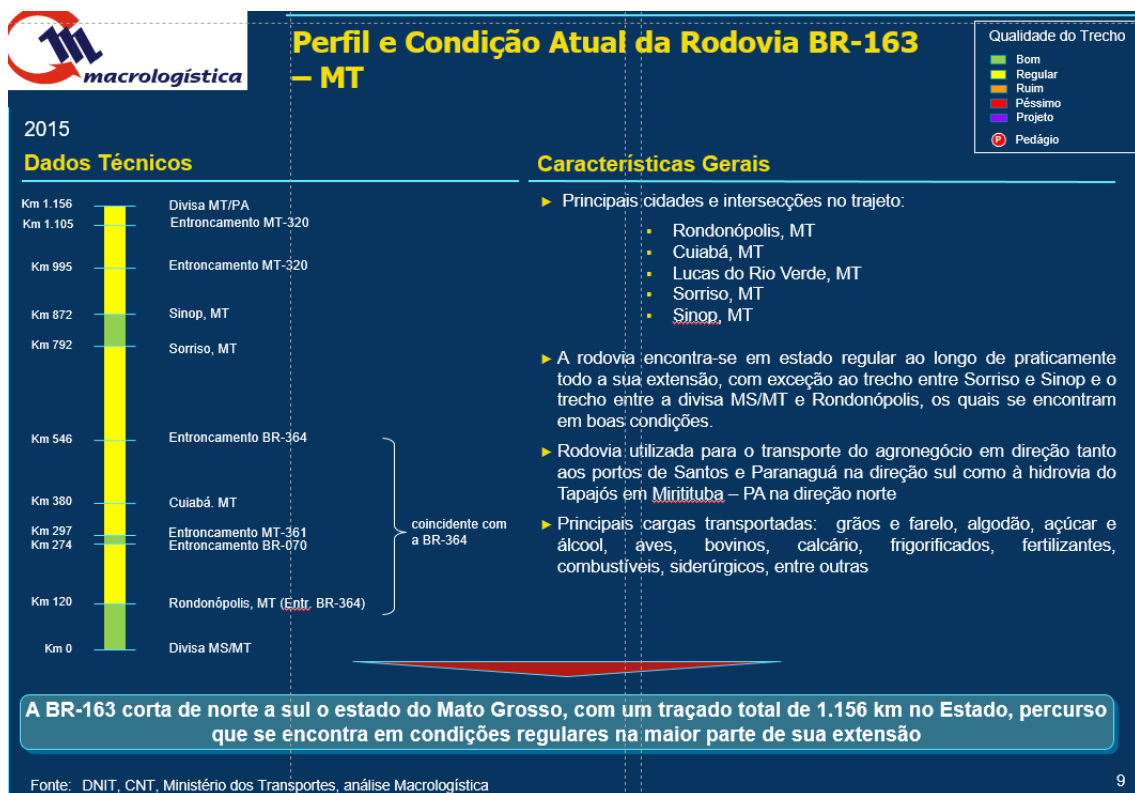 macrologística
Perfil e Condição Atual da Rodovia BR-163
– MT
Qualidade do Trecho
Bom
Regular
Ruim
Péssimo
Projeto
P Pedágio
2015
Dados Técnicos
Km 1.156 Divisa MT/PA
Km 1.105 Entroncamento MT-320
Km 995 Entroncamento MT-320
Km 872 Sinop, MT
Km 792 Sorriso, MT
Km 546 Entroncamento BR-364
Km 380 Cuiabá. MT
Km 297 Entroncamento MT-361
Km 274 Entroncamento BR-070
Km 120 Rondonópolis, MT (Entr. BR-364)
Km 0 Divisa MS/MT
coincidente com
a BR-364
Características Gerais
► Principais cidades e intersecções no trajeto:
▪ Rondonópolis, MT
▪ Cuiabá, MT
▪ Lucas do Rio Verde, MT
▪ Sorriso, MT
▪ Sinop, MT
► A rodovia encontra-se em estado regular ao longo de praticamente
todo a sua extensão, com exceção ao trecho entre Sorriso e Sinop e o
trecho entre a divisa MS/MT e Rondonópolis, os quais se encontram
em boas condições.
► Rodovia utilizada para o transporte do agronegócio em direção tanto
aos portos de Santos e Paranaguá na direção sul como à hidrovia do
Tapajós em Miritituba – PA na direção norte
► Principais cargas transportadas: grãos e farelo, algodão, açúcar e
álcool, aves, bovinos, calcário, frigorificados, fertilizantes,
combustíveis, siderúrgicos, entre outras
A BR-163 corta de norte a sul o estado do Mato Grosso, com um traçado total de 1.156 km no Estado, percurso
que se encontra em condições regulares na maior parte de sua extensão
Fonte: DNIT, CNT, Ministério dos Transportes, análise Macrologística
9